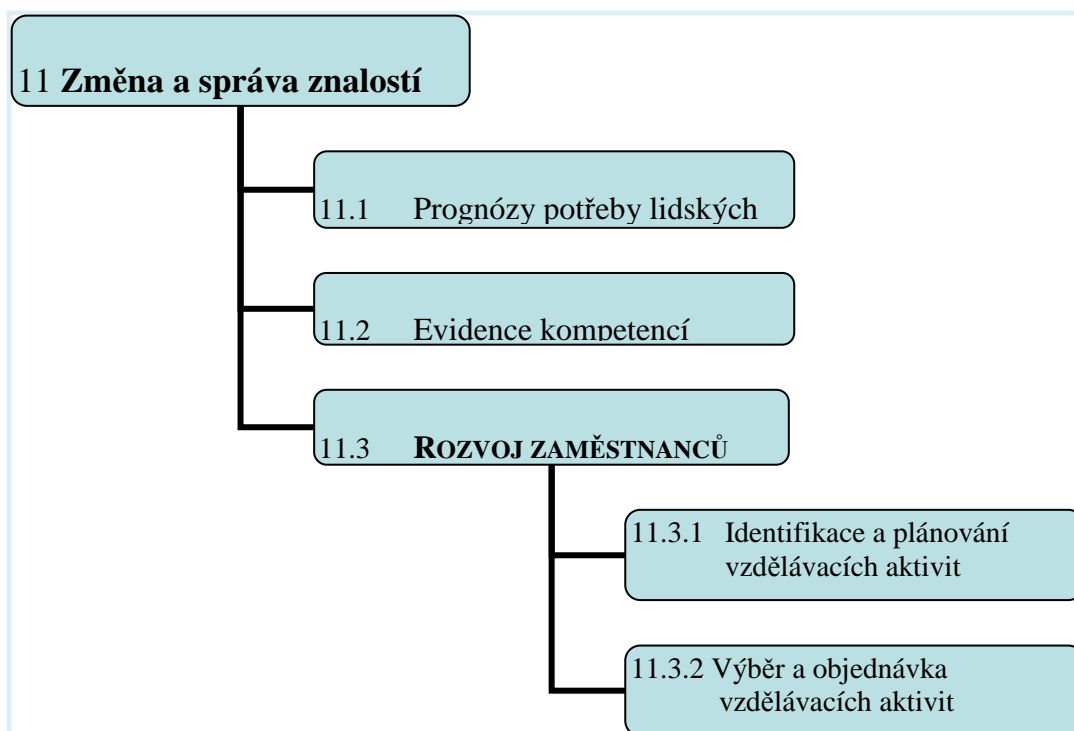 11 Změna a správa znalostí
11.1 Prognózy potřeby lidských
11.2 Evidence kompetencí
11.3 ROZVOJ ZAMĚSTNANCŮ
11.3.1 Identifikace a plánování
vzdělávacích aktivit
11.3.2 Výběr a objednávka
vzdělávacích aktivit